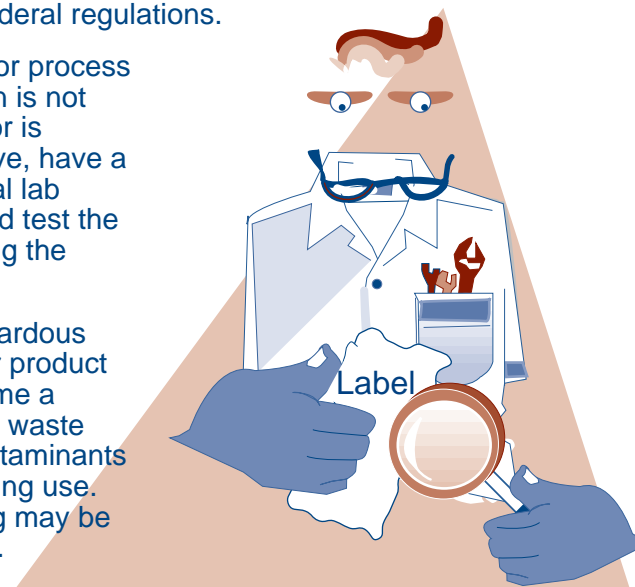 deral regulations.
or process
n is not
or is
ve, have a
al lab
d test the
g the
ardous
r product
me a
waste
taminants
ing use.
g may be
.
Label